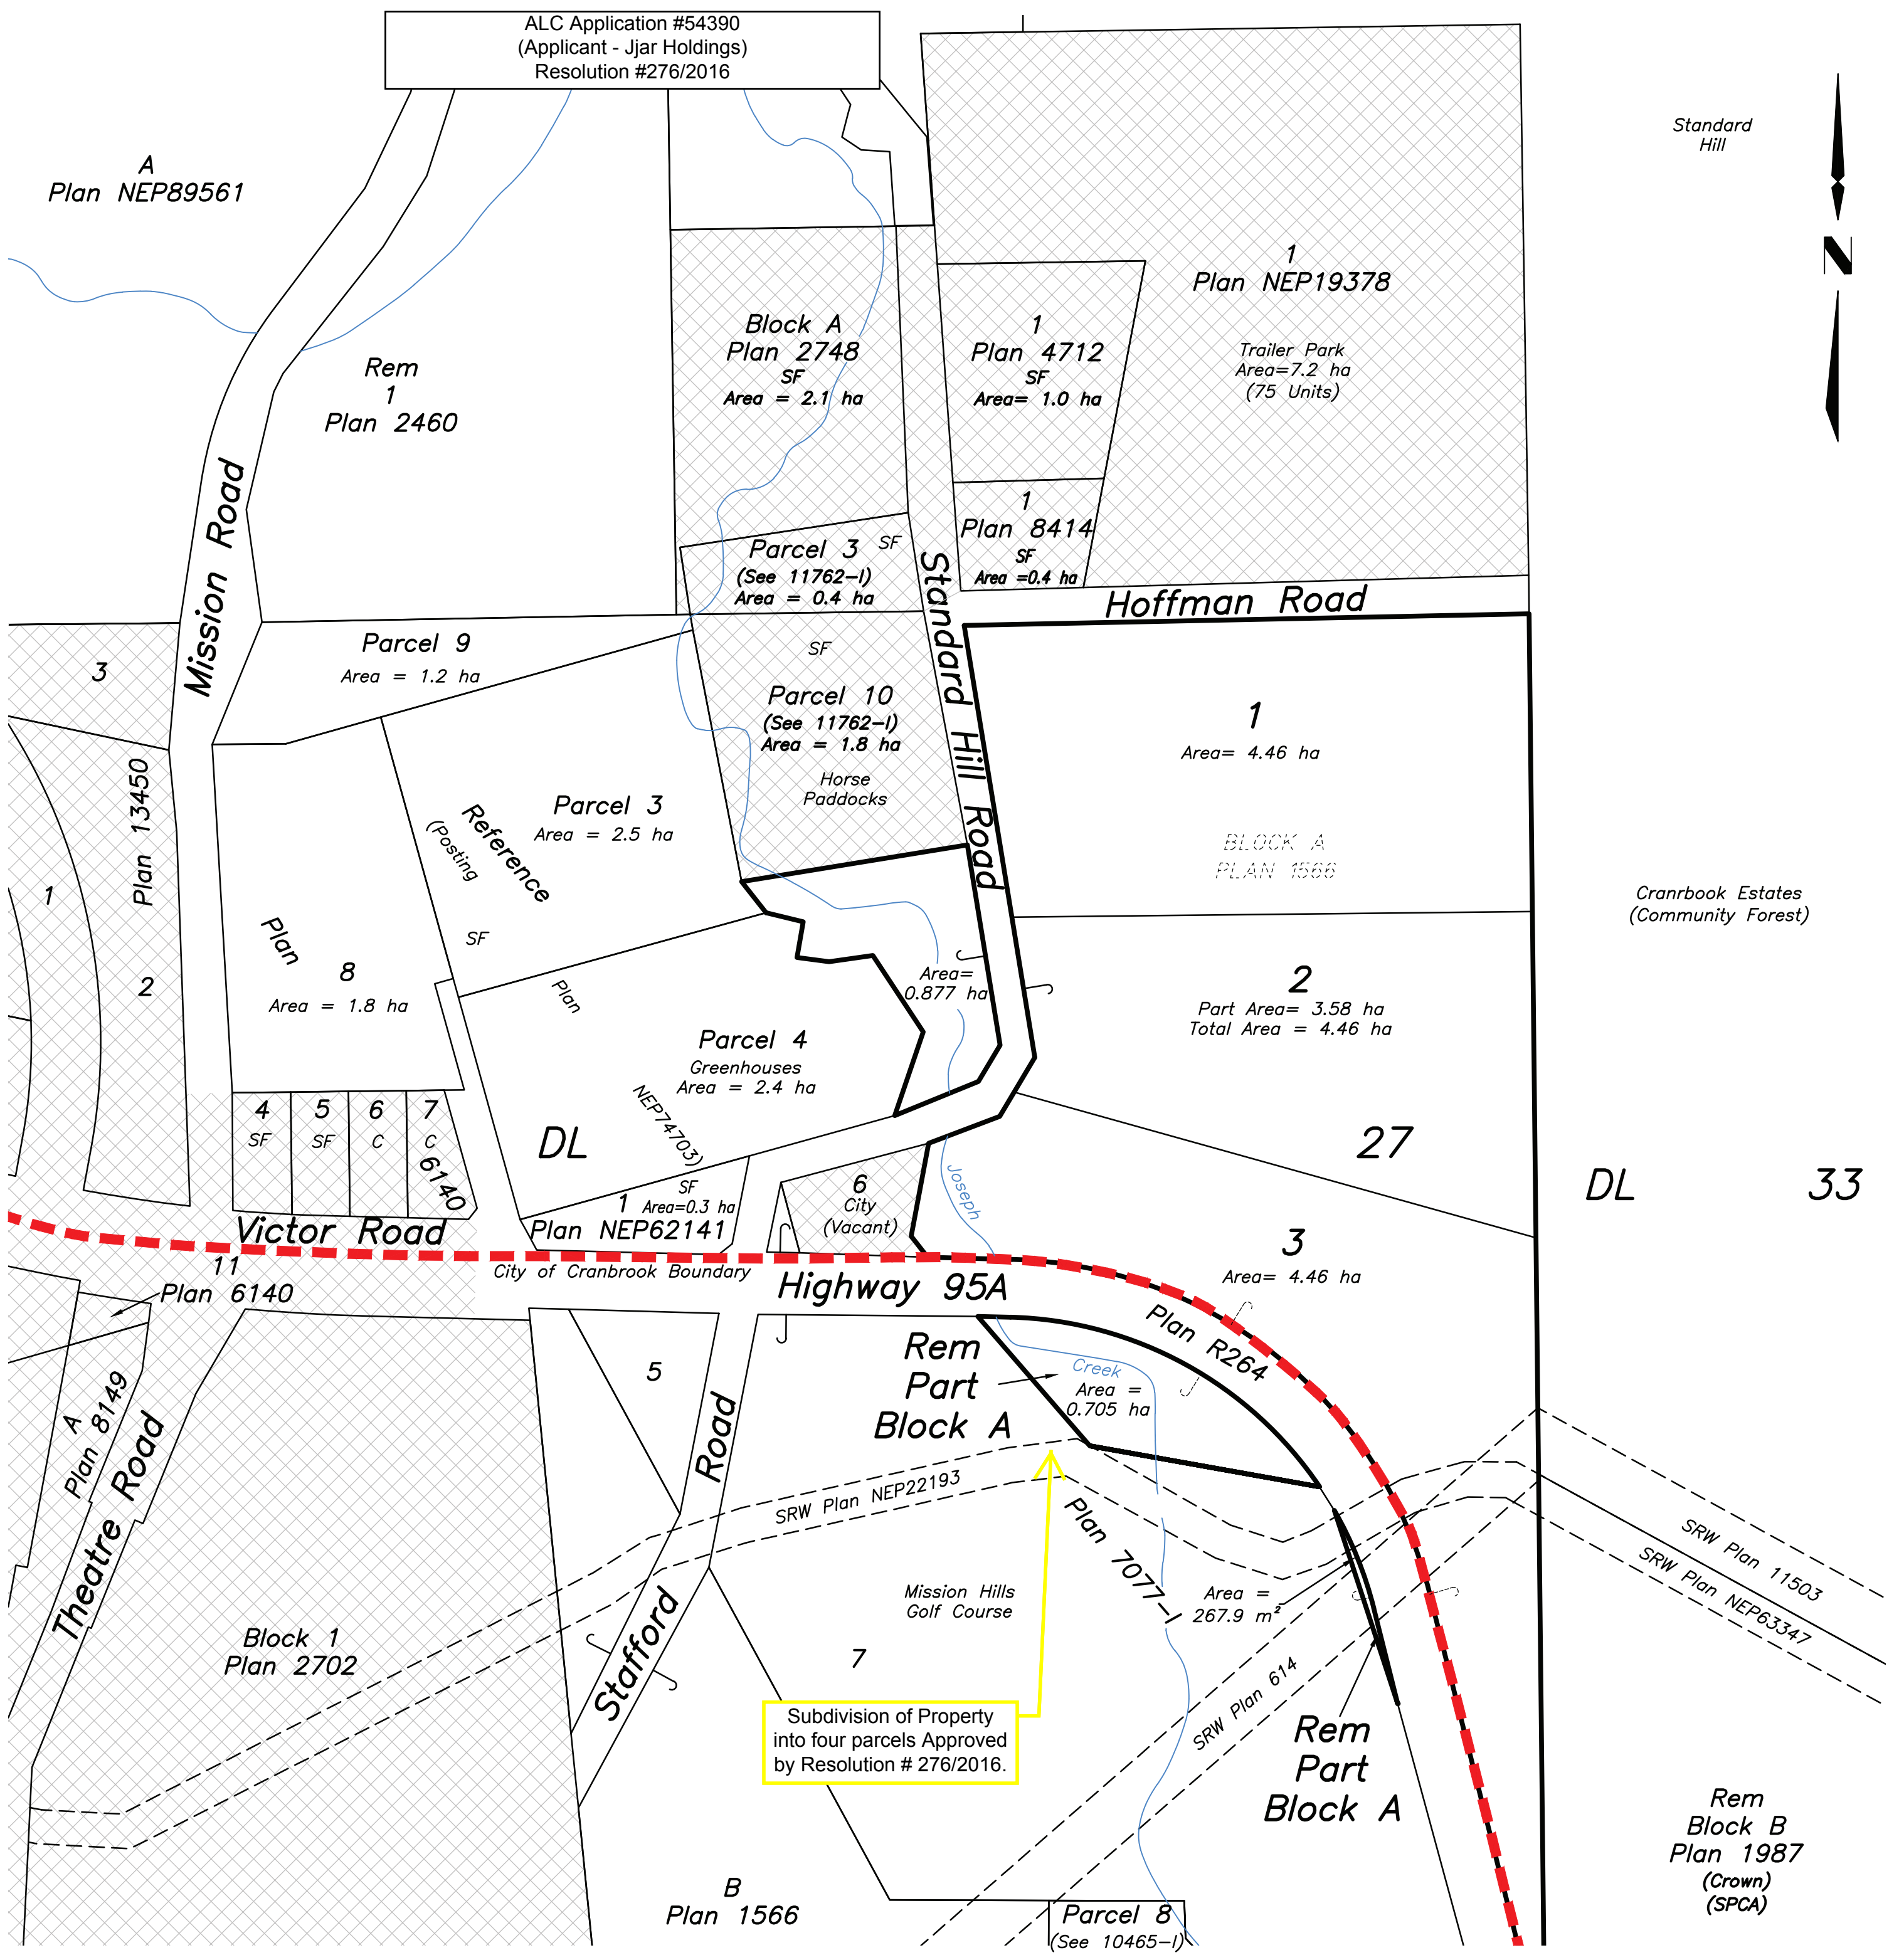 ALC Application #54390
(Applicant - Jjar Holdings)
Resolution #276/2016
Standard
Hill
N
A
Plan NEP89561
Rem
1
Plan 2460
Block A
Plan 2748
SF
Area = 2.1 ha
1
Plan 4712
SF
Area= 1.0 ha
1
Plan NEP19378
Trailer Park
Area=7.2 ha
(75 Units)
1
Plan 8414
SF
Area =0.4 ha
Parcel 3 SF
(See 11762-I)
Area = 0.4 ha
Mission Road
Standard Hill Road
Hoffman Road
Parcel 9
Area = 1.2 ha
3
SF
Parcel 10
(See 11762-I)
Area = 1.8 ha
Horse
Paddocks
1
Area= 4.46 ha
BLOCK A
PLAN 1566
Plan 13450
1
2
Parcel 3
Area = 2.5 ha
Reference
(Posting
SF
Plan
Plan
8
Area = 1.8 ha
Cranrbook Estates
(Community Forest)
Area=
0.877 ha
2
Part Area= 3.58 ha
Total Area = 4.46 ha
Parcel 4
Greenhouses
Area = 2.4 ha
NEP74703)
4
SF
5
SF
6
C
7
C
6140
DL
27
DL 33
SF
1 Area=0.3 ha
Plan NEP62141
6
City
(Vacant)
Joseph
Victor Road
City of Cranbrook Boundary
Highway 95A
3
Area= 4.46 ha
11
Plan 6140
Plan R264
Rem
Part
Block A
Creek
Area =
0.705 ha
5
A
Plan 8149
Theatre Road
Stafford Road
SRW Plan NEP22193
Plan 7077-I
SRW Plan 11503
SRW Plan NEP63347
Area =
267.9 m²
Mission Hills
Golf Course
7
Block 1
Plan 2702
SRW Plan 614
Subdivision of Property
into four parcels Approved
by Resolution # 276/2016.
Rem
Part
Block A
Rem
Block B
Plan 1987
(Crown)
(SPCA)
B
Plan 1566
Parcel 8
(See 10465-I)